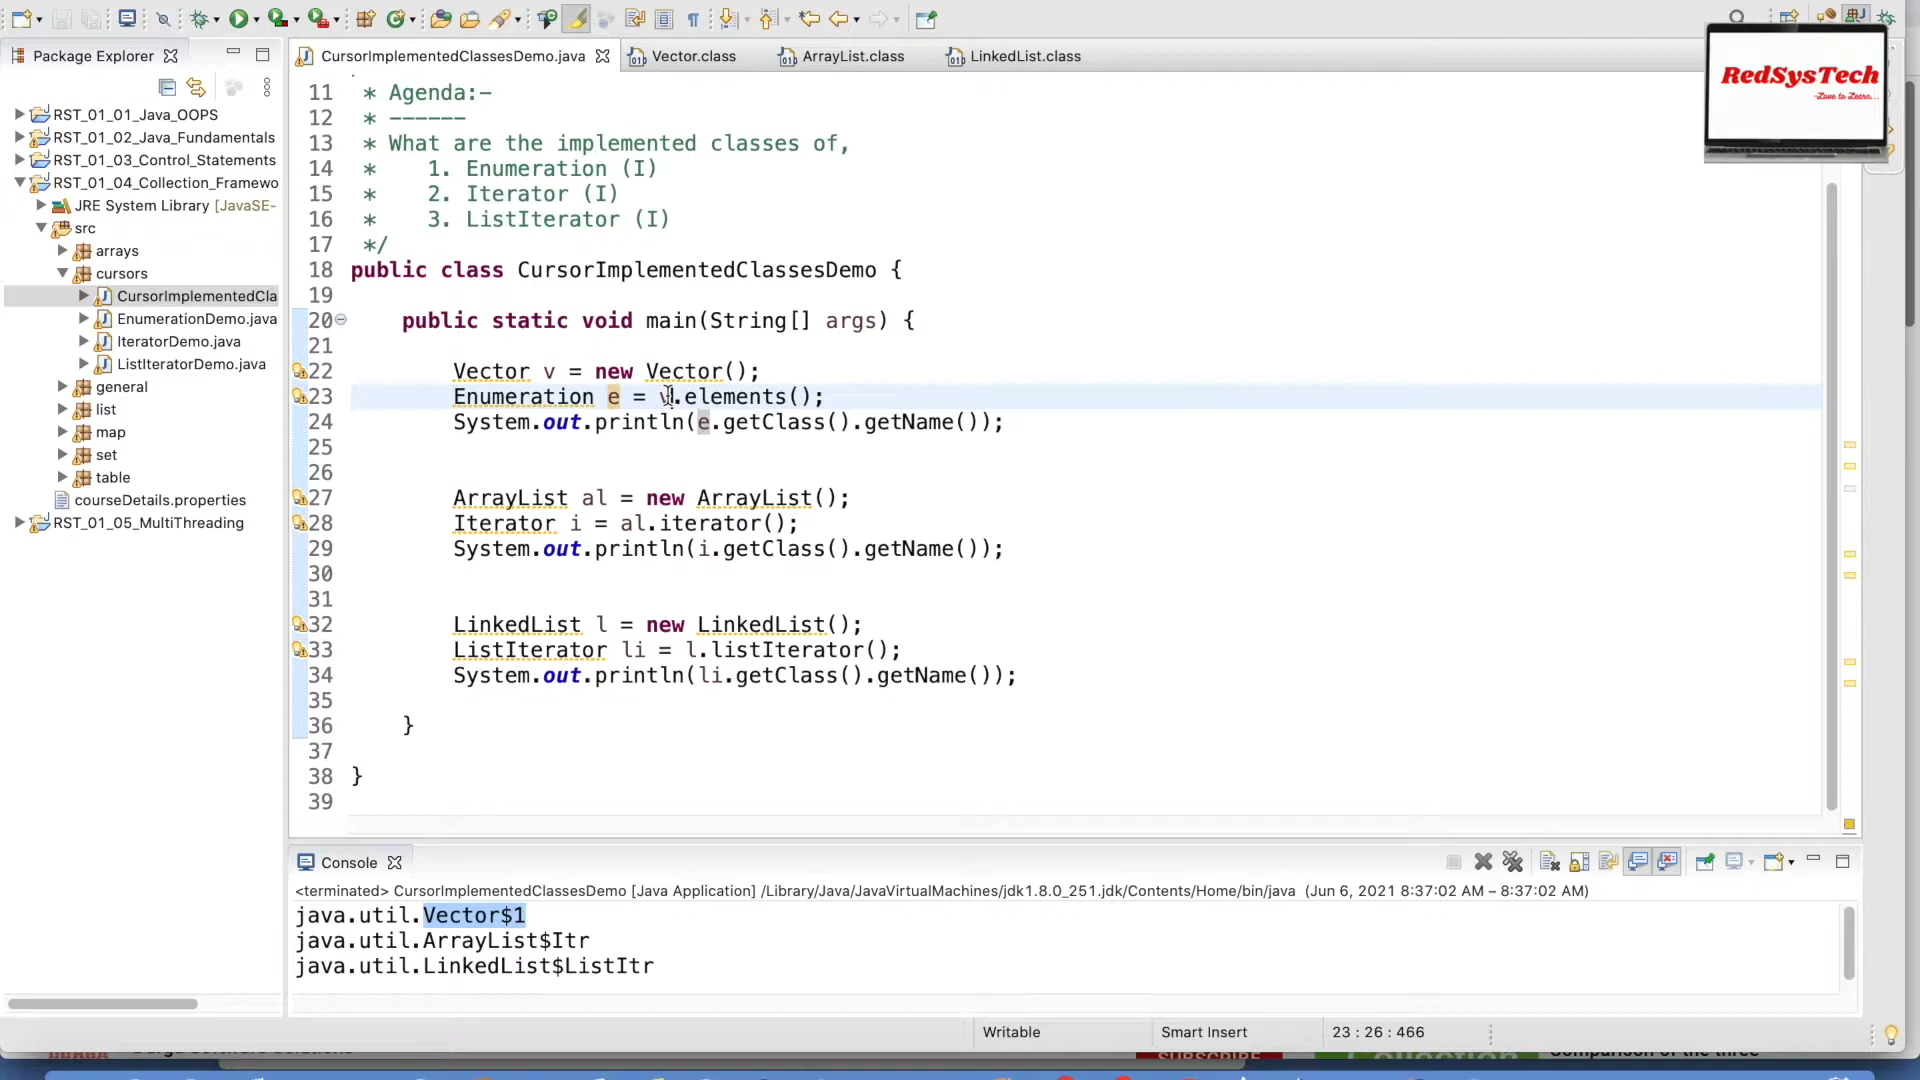 Package Explorer
CursorImplementedClassesDemo.java
Vector.class
ArrayList.class
LinkedList.class
RedSysTech
-Love to Learn...
RST_01_01_Java_OOPS
RST_01_02_Java_Fundamentals
RST_01_03_Control_Statements
RST_01_04_Collection_Framewo
JRE System Library [JavaSE-
src
arrays
cursors
CursorImplementedCla
EnumerationDemo.java
IteratorDemo.java
ListIteratorDemo.java
general
list
map
set
table
courseDetails.properties
RST_01_05_MultiThreading
11 * Agenda:-
12 * ------
13 * What are the implemented classes of,
14 * 1. Enumeration (I)
15 * 2. Iterator (I)
16 * 3. ListIterator (I)
17 */
18 public class CursorImplementedClassesDemo {
19
20 public static void main(String[] args) {
21
22 Vector v = new Vector();
23 Enumeration e = v.elements();
24 System.out.println(e.getClass().getName());
25
26
27 ArrayList al = new ArrayList();
28 Iterator i = al.iterator();
29 System.out.println(i.getClass().getName());
30
31
32 LinkedList l = new LinkedList();
33 ListIterator li = l.listIterator();
34 System.out.println(li.getClass().getName());
35
36 }
37
38 }
39
Console
<terminated> CursorImplementedClassesDemo [Java Application] /Library/Java/JavaVirtualMachines/jdk1.8.0_251.jdk/Contents/Home/bin/java (Jun 6, 2021 8:37:02 AM – 8:37:02 AM)
java.util.Vector$1
java.util.ArrayList$Itr
java.util.LinkedList$ListItr
Writable
Smart Insert
23 : 26 : 466